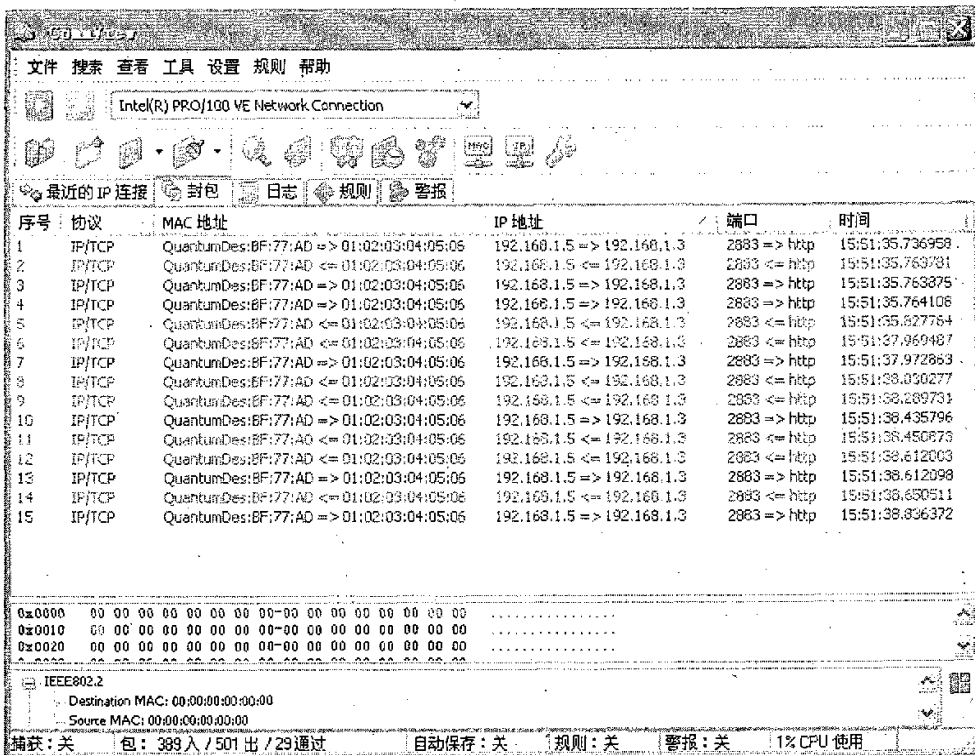 CommView
文件 搜索 查看 工具 设置 规则 帮助
Intel(R) PRO/100 VE Network Connection
最近的 IP 连接 封包 日志 规则 警报
序号 协议 MAC 地址 IP 地址 端口 时间
1 IP/TCP QuantumDes:BF:77:AD => 01:02:03:04:05:06 192.168.1.5 => 192.168.1.3 2883 => http 15:51:35.736958
2 IP/TCP QuantumDes:BF:77:AD <= 01:02:03:04:05:06 192.168.1.5 <= 192.168.1.3 2883 <= http 15:51:35.763781
3 IP/TCP QuantumDes:BF:77:AD => 01:02:03:04:05:06 192.168.1.5 => 192.168.1.3 2883 => http 15:51:35.763875
4 IP/TCP QuantumDes:BF:77:AD => 01:02:03:04:05:06 192.168.1.5 => 192.168.1.3 2883 => http 15:51:35.764108
5 IP/TCP QuantumDes:BF:77:AD <= 01:02:03:04:05:06 192.168.1.5 <= 192.168.1.3 2883 <= http 15:51:35.827764
6 IP/TCP QuantumDes:BF:77:AD <= 01:02:03:04:05:06 192.168.1.5 <= 192.168.1.3 2883 <= http 15:51:37.969487
7 IP/TCP QuantumDes:BF:77:AD => 01:02:03:04:05:06 192.168.1.5 => 192.168.1.3 2883 => http 15:51:37.972863
8 IP/TCP QuantumDes:BF:77:AD <= 01:02:03:04:05:06 192.168.1.5 <= 192.168.1.3 2883 <= http 15:51:38.030277
9 IP/TCP QuantumDes:BF:77:AD <= 01:02:03:04:05:06 192.168.1.5 <= 192.168.1.3 2883 <= http 15:51:38.289731
10 IP/TCP QuantumDes:BF:77:AD => 01:02:03:04:05:06 192.168.1.5 => 192.168.1.3 2883 => http 15:51:38.435796
11 IP/TCP QuantumDes:BF:77:AD <= 01:02:03:04:05:06 192.168.1.5 <= 192.168.1.3 2883 <= http 15:51:38.450873
12 IP/TCP QuantumDes:BF:77:AD <= 01:02:03:04:05:06 192.168.1.5 <= 192.168.1.3 2883 <= http 15:51:38.612003
13 IP/TCP QuantumDes:BF:77:AD => 01:02:03:04:05:06 192.168.1.5 => 192.168.1.3 2883 => http 15:51:38.612098
14 IP/TCP QuantumDes:BF:77:AD <= 01:02:03:04:05:06 192.168.1.5 <= 192.168.1.3 2883 <= http 15:51:38.650511
15 IP/TCP QuantumDes:BF:77:AD => 01:02:03:04:05:06 192.168.1.5 => 192.168.1.3 2883 => http 15:51:38.836372
0x0000 00 00 00 00 00 00 00 00-00 00 00 00 00 00 00 00 ................
0x0010 00 00 00 00 00 00 00 00-00 00 00 00 00 00 00 00 ................
0x0020 00 00 00 00 00 00 00 00-00 00 00 00 00 00 00 00 ................
IEEE802.2
Destination MAC: 00:00:00:00:00:00
Source MAC: 00:00:00:00:00:00
捕获：关 包： 389入 / 501 出 / 29通过 自动保存：关 规则：关 警报：关 1% CPU 使用